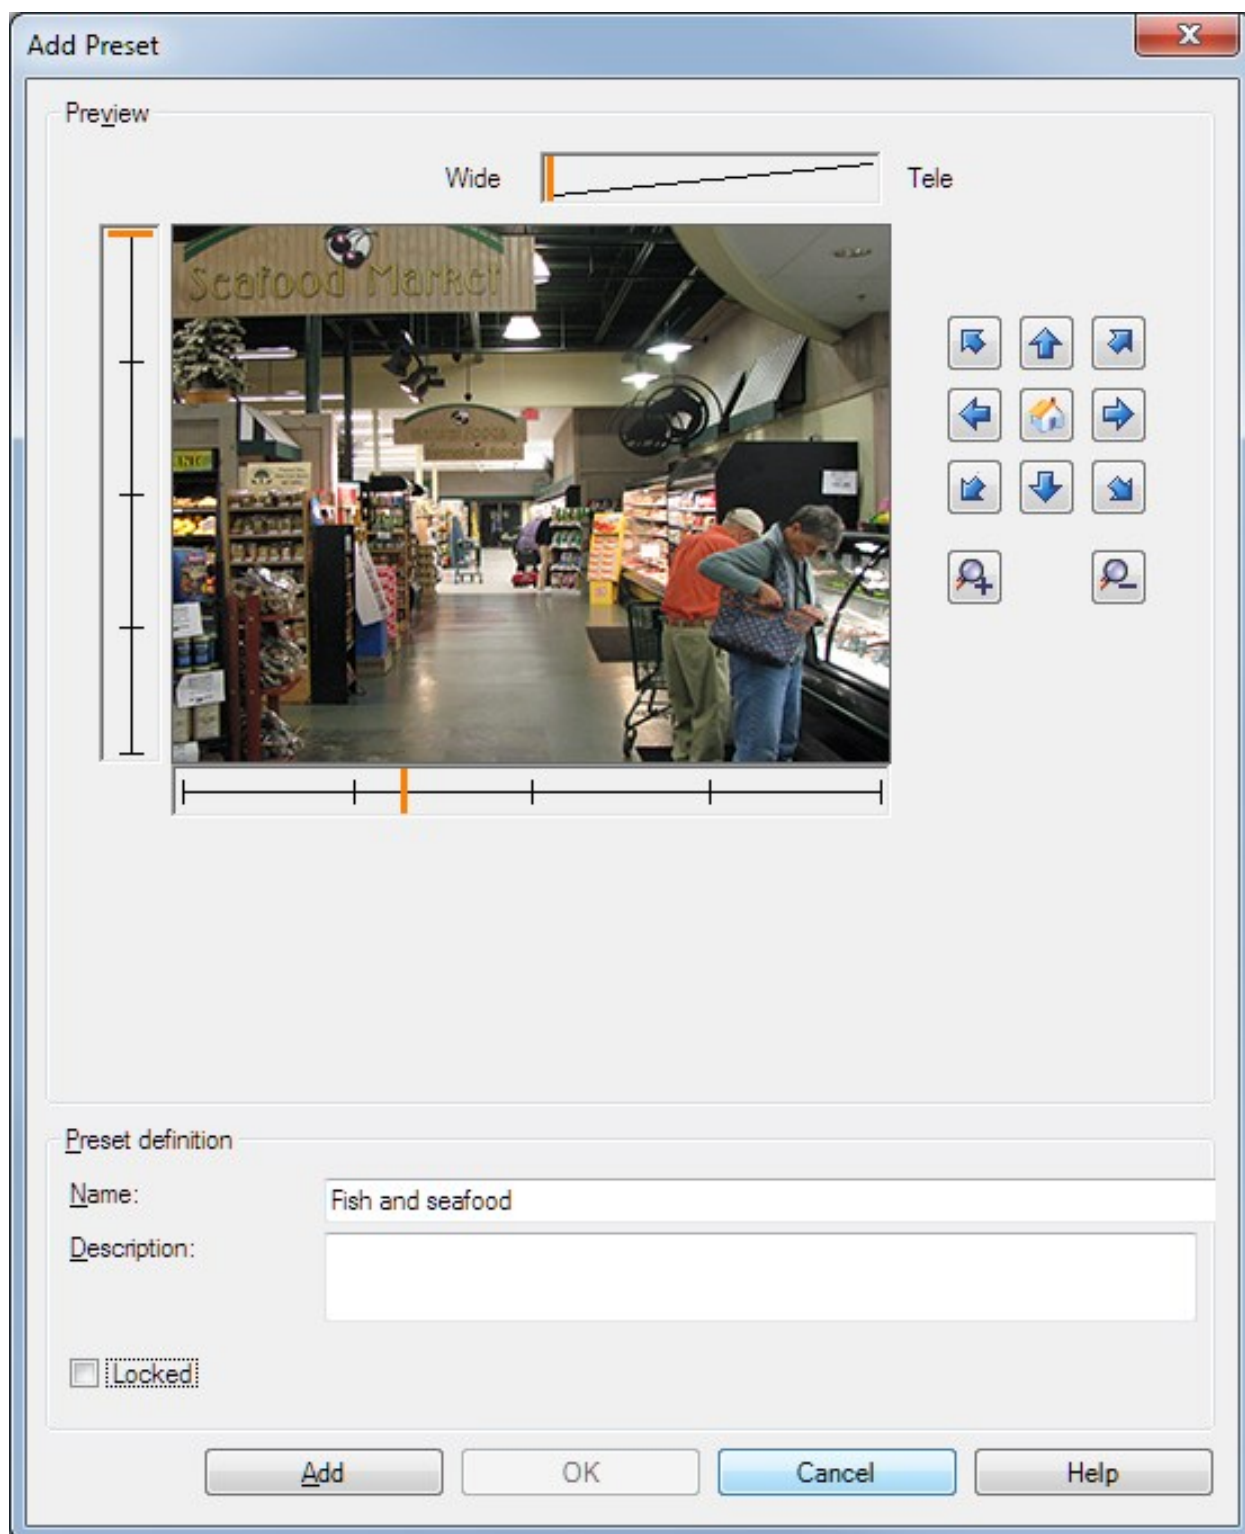 Add Preset
Preview
Wide
Tele
Seafood Market
Preset definition
Name:
Fish and seafood
Description:
Locked
Add
OK
Cancel
Help